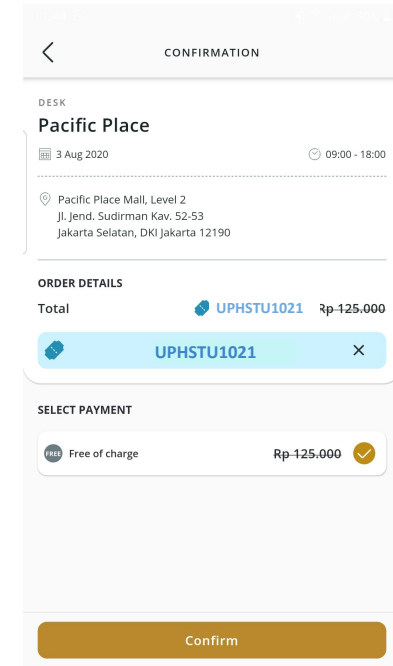 CONFIRMATION
DESK
Pacific Place
3 Aug 2020 09:00 - 18:00
Pacific Place Mall, Level 2
Jl. Jend. Sudirman Kav. 52-53
Jakarta Selatan, DKI Jakarta 12190
ORDER DETAILS
Total UPHSTU1021 Rp 125.000
UPHSTU1021
SELECT PAYMENT
FREE Free of charge Rp 125.000
Confirm